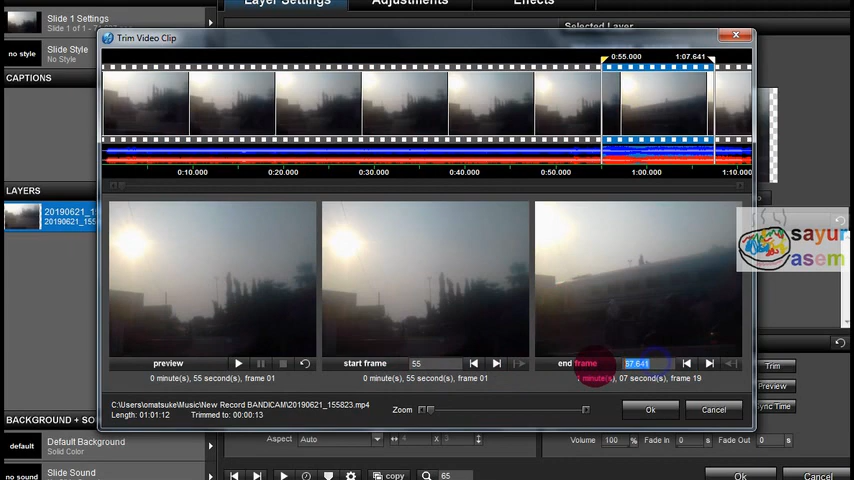 Layer Settings
Adjustments
Effects
Slide 1 Settings
Selected Layer
no style
Slide Style
No Style
CAPTIONS
LAYERS
Trim Video Clip
0:55.000
1:07.641
0:10.000
0:20.000
0:30.000
0:40.000
0:50.000
1:00.000
1:10.000
sayur
asem
preview
start frame
55
end frame
67.641
0 minute(s), 55 second(s), frame 01
0 minute(s), 55 second(s), frame 01
1 minute(s), 07 second(s), frame 19
C:\Users\omatsuke\Music\New Record BANDICAM\20190621_155823.mp4
Length: 01:01:12
Trimmed to: 00:00:13
Zoom
Ok
Cancel
Trim
Preview
Sync Time
BACKGROUND + SO
default
Default Background
Solid Color
no sound
Slide Sound
Aspect
Auto
Volume
100
%
Fade In
0
s
Fade Out
0
s
copy
65
Ok
Cancel